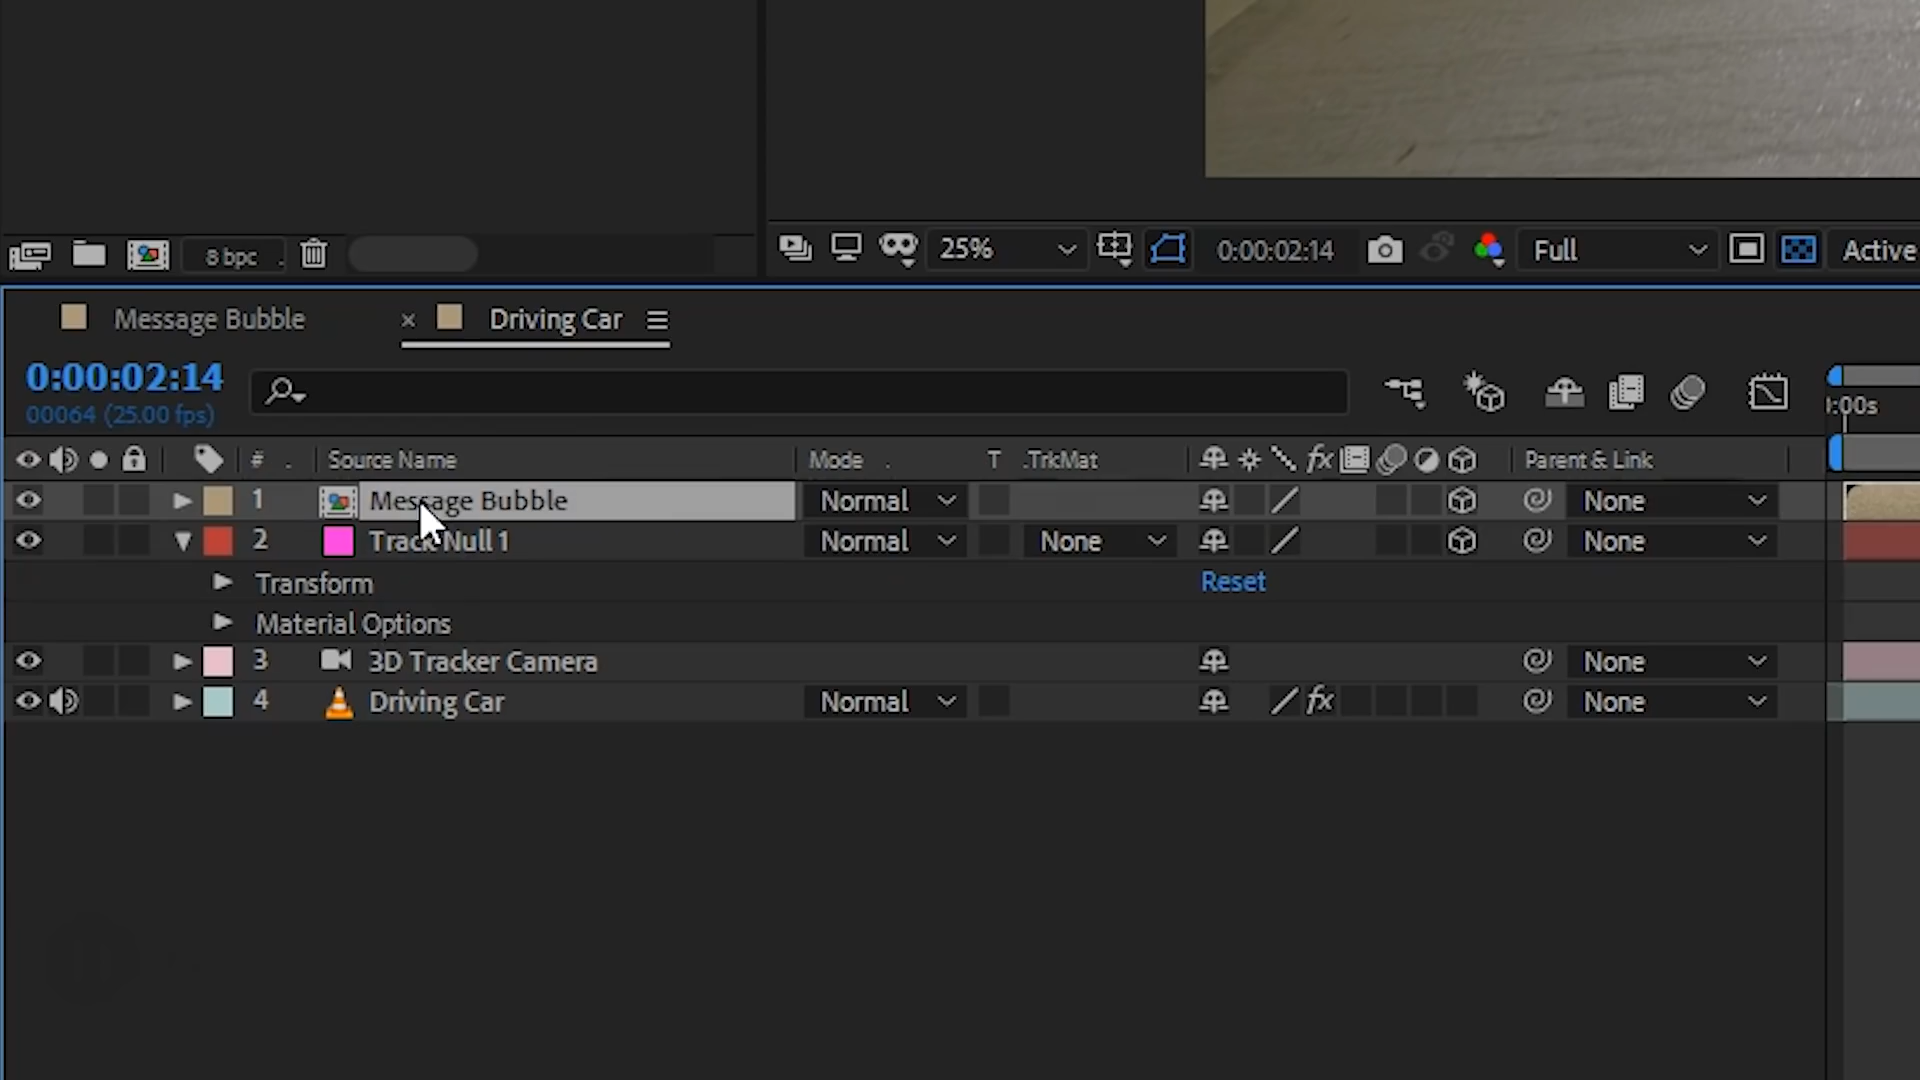 8 bpc
25%
0:00:02:14
Full
Active
Message Bubble
× Driving Car
0:00:02:14
00064 (25.00 fps)
:00s
# . Source Name Mode . T .TrkMat fx Parent & Link
1 Message Bubble Normal None
2 Track Null 1 Normal None None
Transform Reset
Material Options
3 3D Tracker Camera None
4 Driving Car Normal fx None